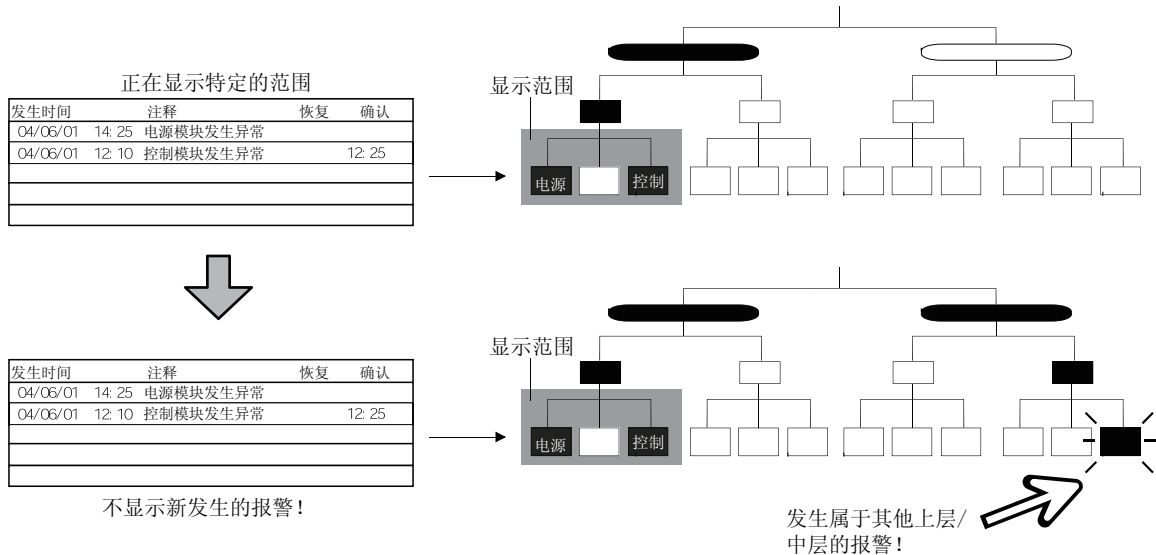 正在显示特定的范围
发生时间 注释 恢复 确认
04/06/01 14:25 电源模块发生异常
04/06/01 12:10 控制模块发生异常 12:25
显示范围
电源 控制
发生时间 注释 恢复 确认
04/06/01 14:25 电源模块发生异常
04/06/01 12:10 控制模块发生异常 12:25
不显示新发生的报警！
显示范围
电源 控制
发生属于其他上层/
中层的报警！